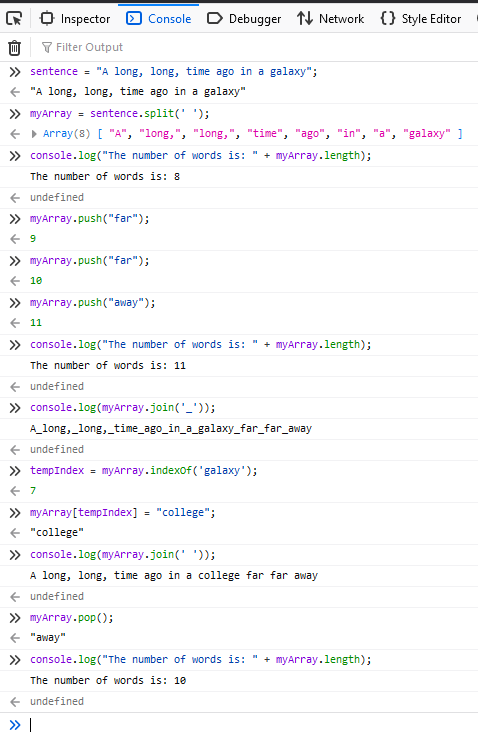 Inspector Console Debugger Network {} Style Editor
Filter Output
sentence = "A long, long, time ago in a galaxy";
"A long, long, time ago in a galaxy"
myArray = sentence.split(' ');
Array(8) [ "A", "long,", "long,", "time", "ago", "in", "a", "galaxy" ]
console.log("The number of words is: " + myArray.length);
The number of words is: 8
undefined
myArray.push("far");
9
myArray.push("far");
10
myArray.push("away");
11
console.log("The number of words is: " + myArray.length);
The number of words is: 11
undefined
console.log(myArray.join('_'));
A_long,_long,_time_ago_in_a_galaxy_far_far_away
undefined
tempIndex = myArray.indexOf('galaxy');
7
myArray[tempIndex] = "college";
"college"
console.log(myArray.join(' '));
A long, long, time ago in a college far far away
undefined
myArray.pop();
"away"
console.log("The number of words is: " + myArray.length);
The number of words is: 10
undefined